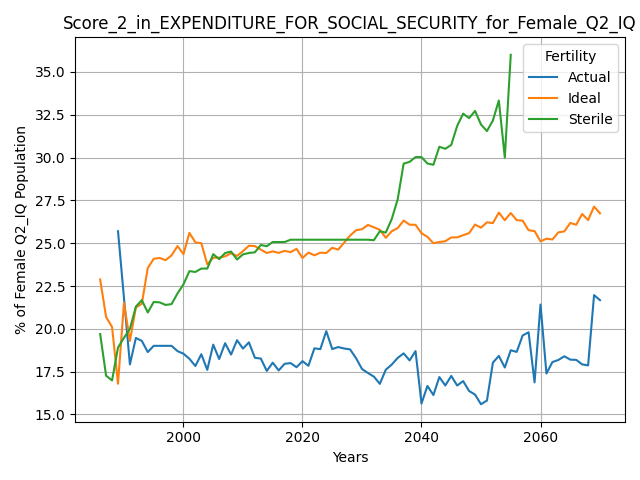 Score_2_in_EXPENDITURE_FOR_SOCIAL_SECURITY_for_Female_Q2_IQ
Fertility
Actual
Ideal
Sterile
% of Female Q2_IQ Population
35.0
32.5
30.0
27.5
25.0
22.5
20.0
17.5
15.0
2000
2020
2040
2060
Years